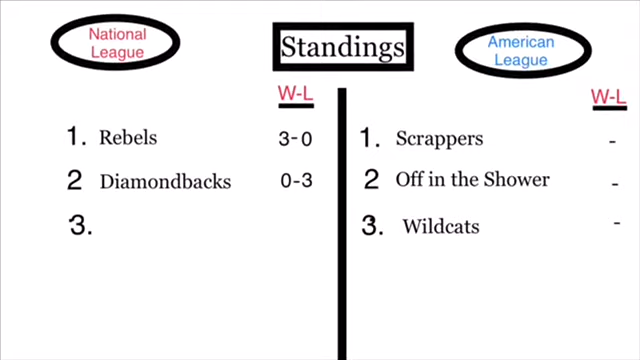 National
League
Standings
American
League
W-L
W-L
1. Rebels 3-0
2 Diamondbacks 0-3
3.
1. Scrappers -
2 Off in the Shower -
3. Wildcats -